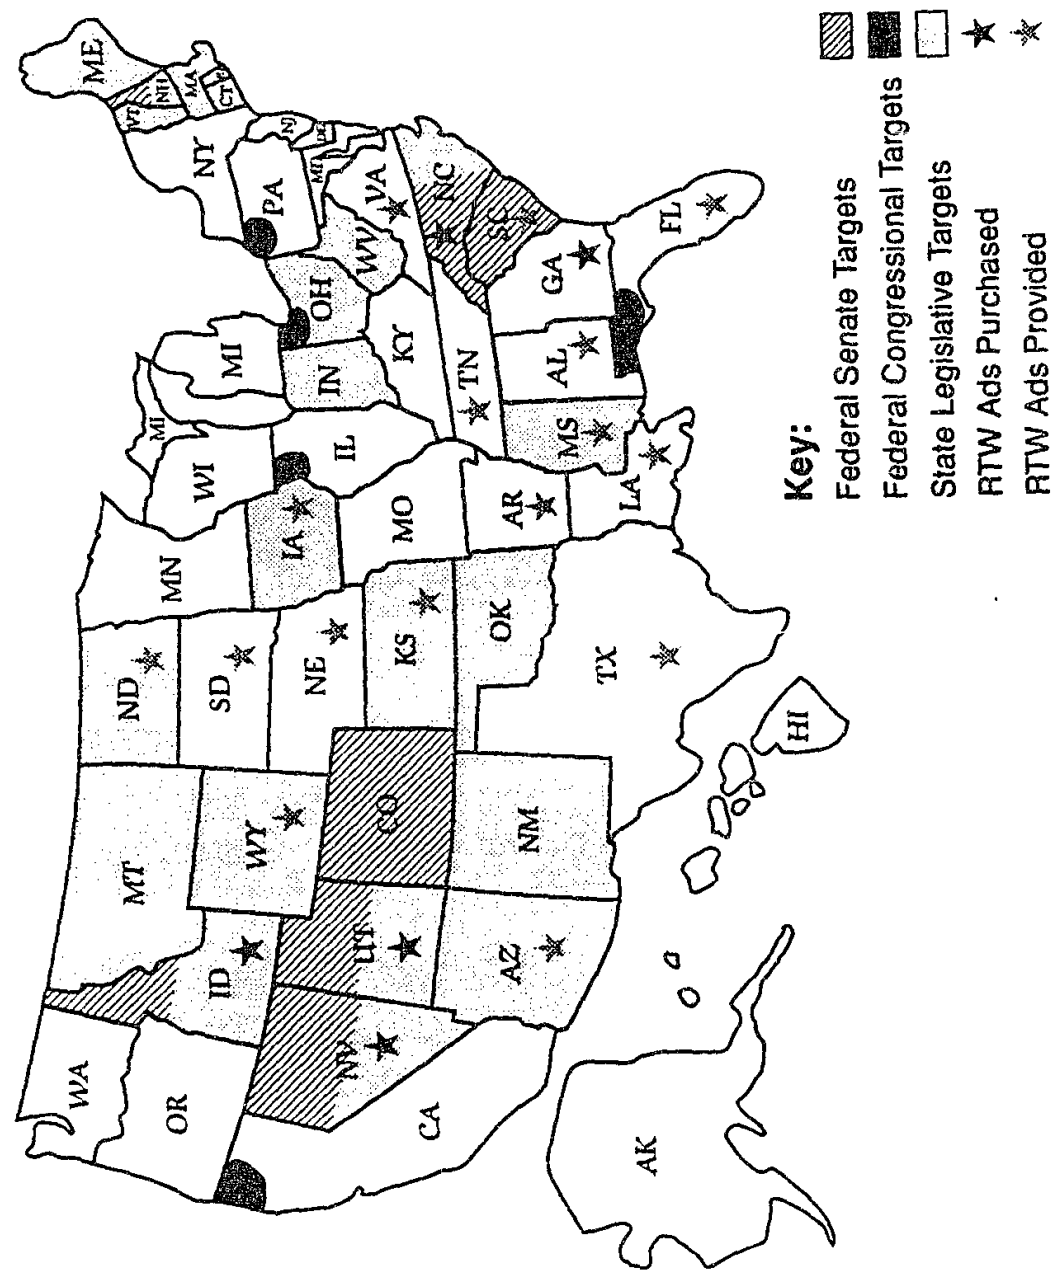 WA
OR
CA
AK
HI
ID
NV
MT
WY
UT
AZ
CO
NM
ND
SD
NE
KS
OK
TX
MN
IA
MO
AR
LA
WI
IL
MI
MI
IN
OH
KY
TN
MS
AL
GA
FL
SC
NC
VA
WV
PA
NY
NJ
DE
VT
NH
MA
CT
ME
Key:
Federal Senate Targets
Federal Congressional Targets
State Legislative Targets
RTW Ads Purchased
RTW Ads Provided